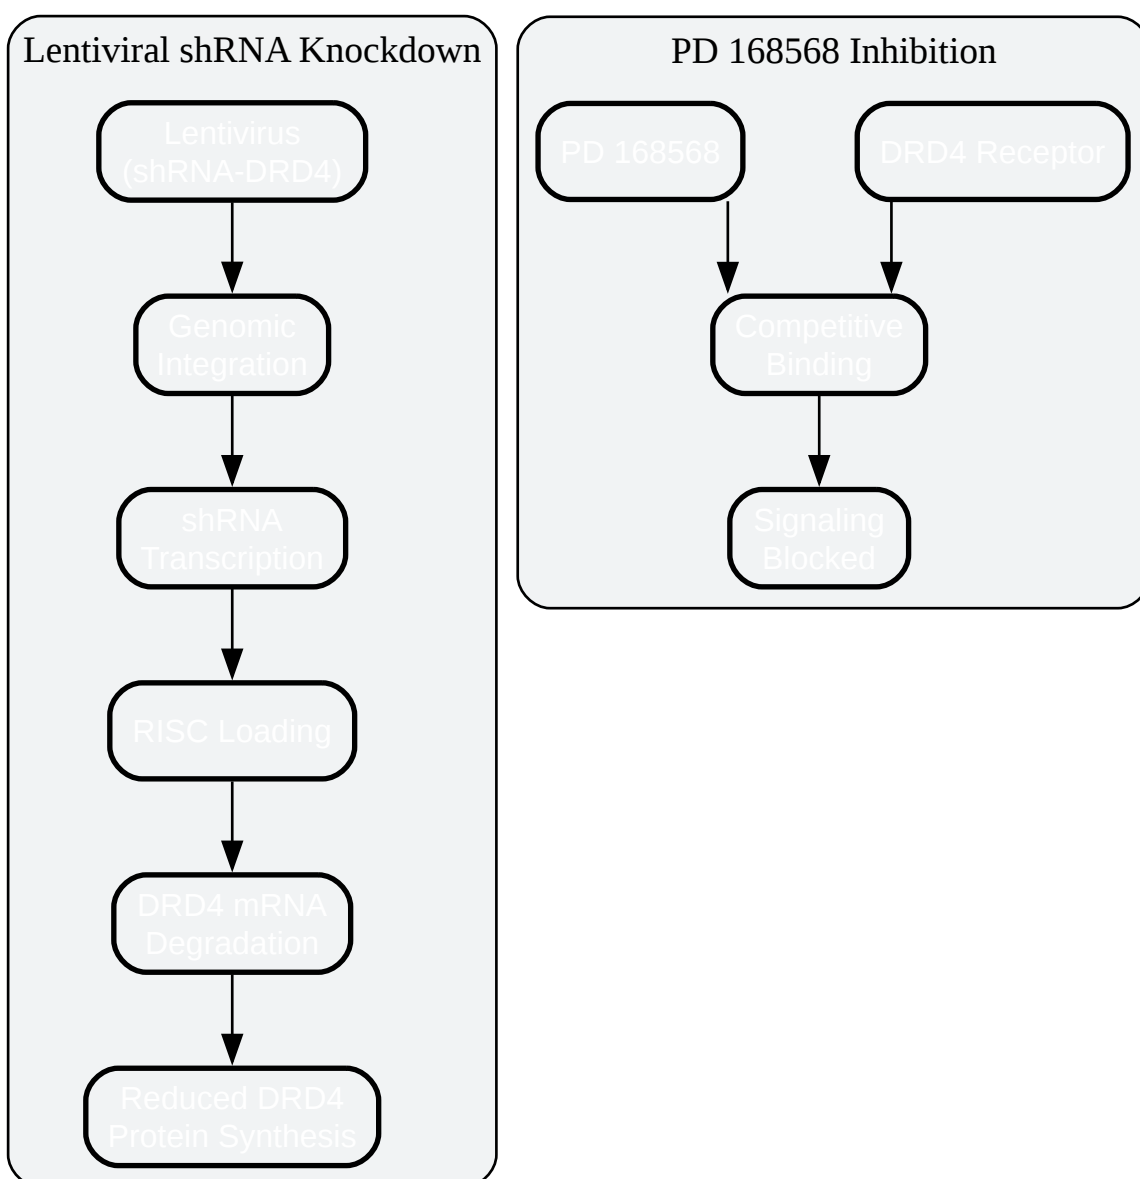 Lentiviral shRNA Knockdown
Lentivirus
(shRNA-DRD4)
Genomic
Integration
shRNA
Transcription
RISC Loading
DRD4 mRNA
Degradation
Reduced DRD4
Protein Synthesis
PD 168568 Inhibition
PD 168568
DRD4 Receptor
Competitive
Binding
Signaling
Blocked